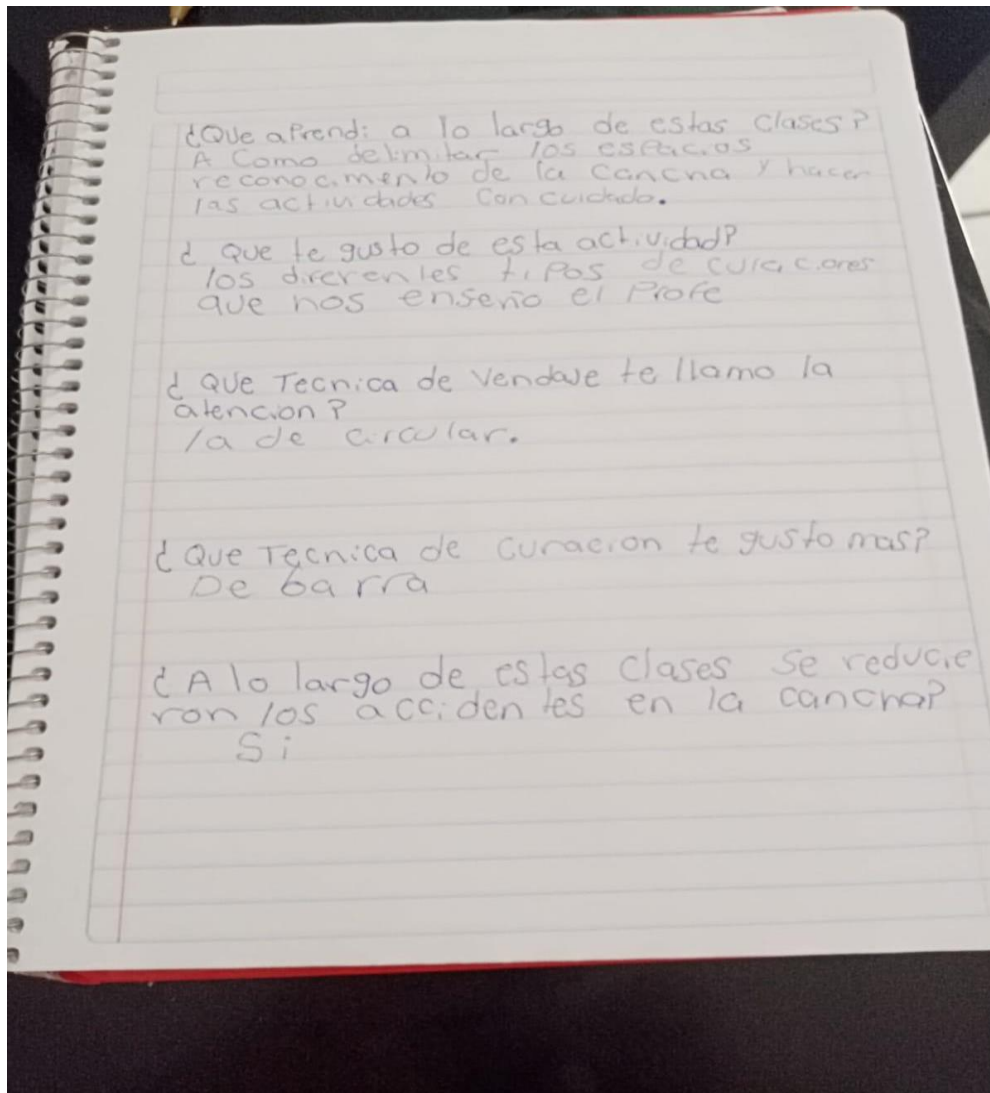 ¿Que aprendi a lo largo de estas clases?
A Como delimitar los espacios
reconocimento de la cancha y hacer
las actividades con cuidado.
¿ Que te gusto de esta actividad?
los diferentes tipos de curaciones
que nos enseño el Profe
¿ Que Tecnica de vendaje te llamo la
atencion?
la de circular.
¿ Que Tecnica de curacion te gusto mas?
De barra
¿ A lo largo de estas clases se reducie
ron los accidentes en la cancha?
Si